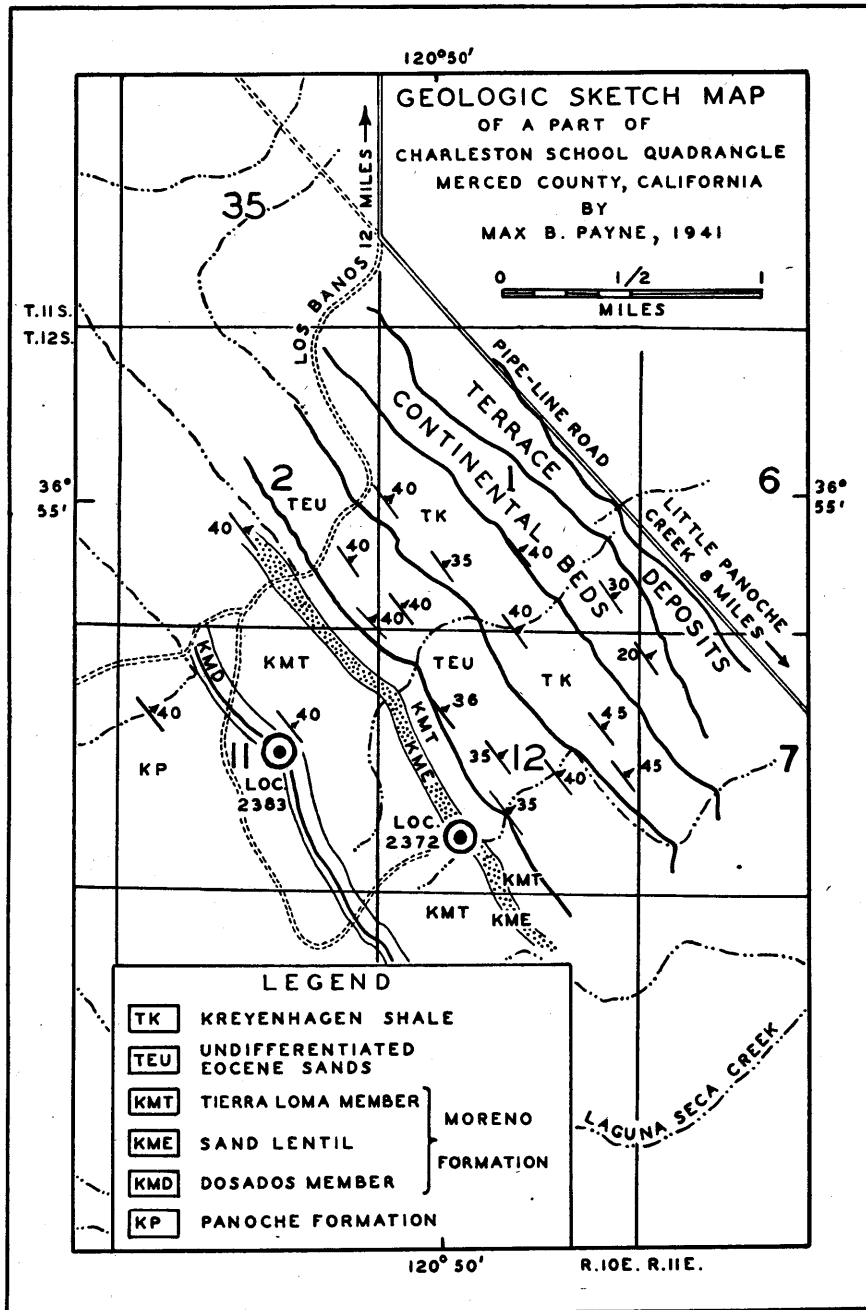 120°50'
GEOLOGIC SKETCH MAP
OF A PART OF
CHARLESTON SCHOOL QUADRANGLE
MERCED COUNTY, CALIFORNIA
BY
MAX B. PAYNE, 1941
0 1/2 1
MILES
35
LOS BANOS 12 MILES
T.11S.
T.12S.
PIPE-LINE ROAD
TERRACE DEPOSITS
CONTINENTAL BEDS
LITTLE PANOCHE
CREEK 8 MILES
2
1
6
36°
55'
36°
55'
TEU
TK
40
40
40
35
40
30
40
40
40
20
KMD
KMT
TEU
TK
40
KP
40
36
45
11
LOC.
2383
KMT
KME
35
12
40
45
7
LOC.
2372
35
KMT
KMT
KME
LEGEND
TK KREYENHAGEN SHALE
TEU UNDIFFERENTIATED
EOCENE SANDS
KMT TIERRA LOMA MEMBER
KME SAND LENTIL
KMD DOSADOS MEMBER
MORENO
FORMATION
KP PANOCHE FORMATION
LAGUNA SECA CREEK
120° 50'
R.10E. R.11E.